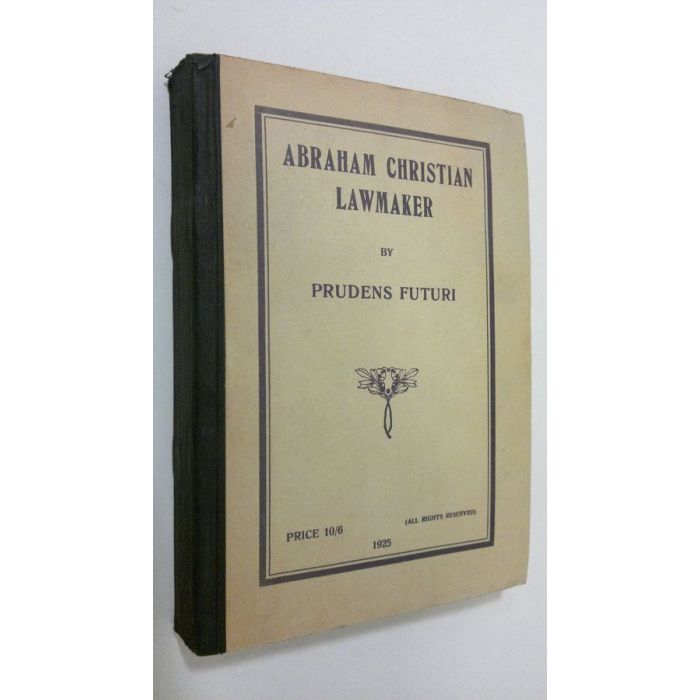 ABRAHAM CHRISTIAN
LAWMAKER
BY
PRUDENS FUTURI
PRICE 10/6
1925
(ALL RIGHTS RESERVED)